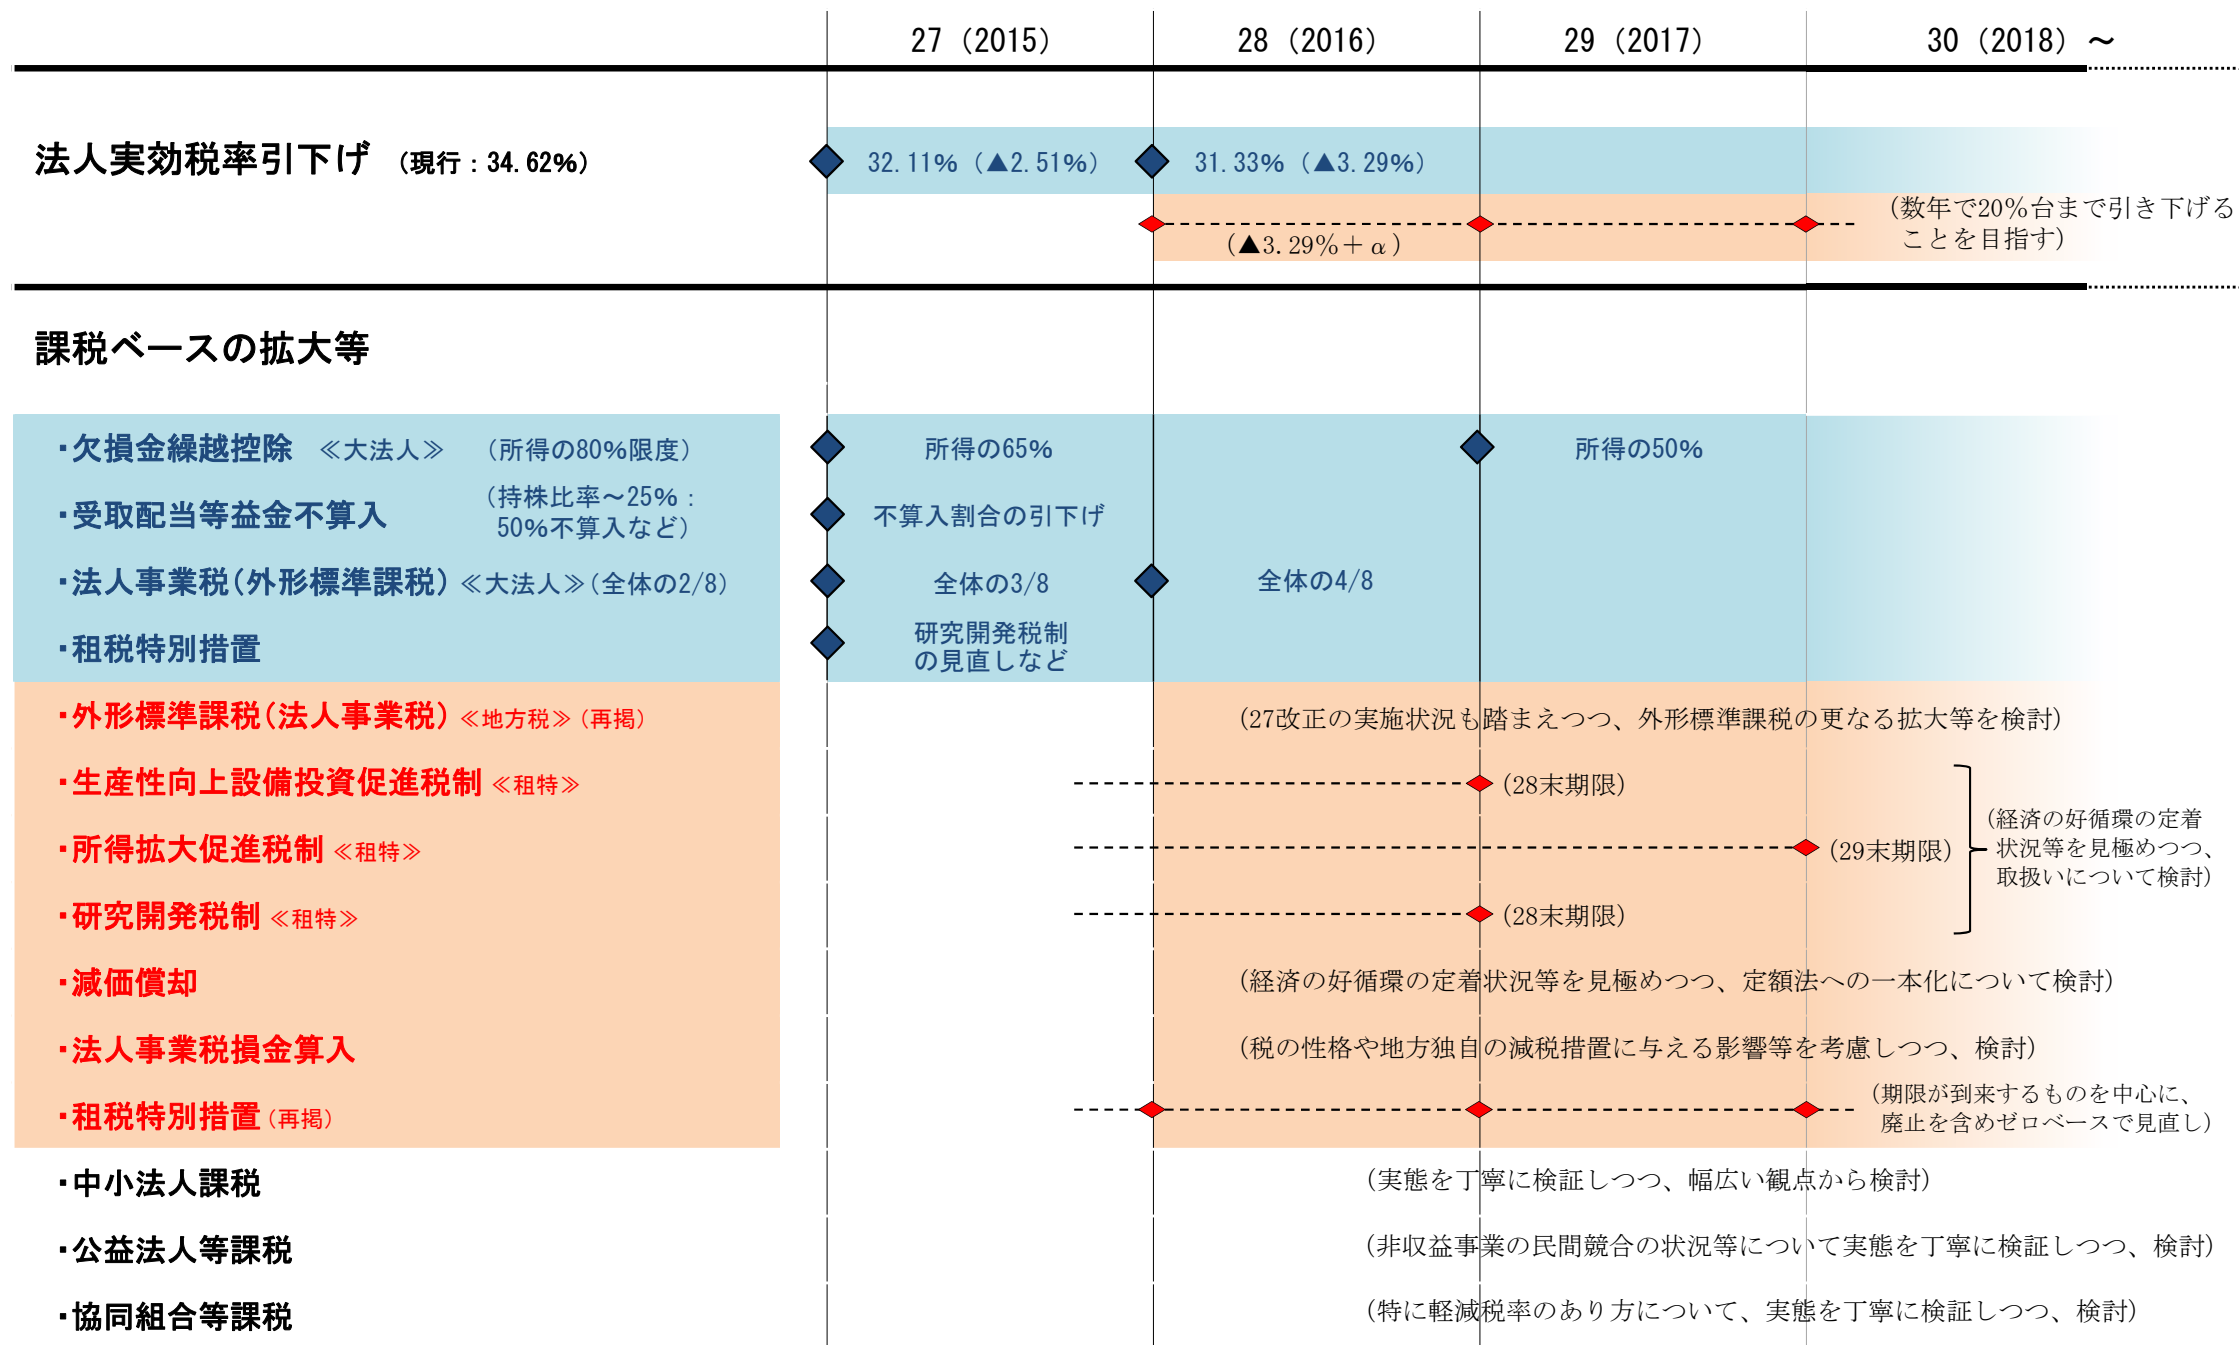 27（2015）　28（2016）　29（2017）　30（2018）～
法人実効税率引下げ　（現行：34.62%）　32.11%（▲2.51%）　31.33%（▲3.29%）
（▲3.29％＋α）　（数年で20％台まで引き下げる
ことを目指す）
課税ベースの拡大等
・欠損金繰越控除　≪大法人≫　（所得の80%限度）　所得の65%　所得の50%
・受取配当等益金不算入　（持株比率～25%：
50%不算入など）　不算入割合の引下げ
・法人事業税（外形標準課税）≪大法人≫（全体の2/8）　全体の3/8　全体の4/8
・租税特別措置　研究開発税制
の見直しなど
・外形標準課税（法人事業税）≪地方税≫（再掲）　（27改正の実施状況も踏まえつつ、外形標準課税の更なる拡大等を検討）
・生産性向上設備投資促進税制≪租特≫　（28末期限）
・所得拡大促進税制≪租特≫　（29末期限）
（経済の好循環の定着
状況等を見極めつつ、
取扱いについて検討）
・研究開発税制≪租特≫　（28末期限）
・減価償却　（経済の好循環の定着状況等を見極めつつ、定額法への一本化について検討）
・法人事業税損金算入　（税の性格や地方独自の減税措置に与える影響等を考慮しつつ、検討）
・租税特別措置（再掲）　（期限が到来するものを中心に、
廃止を含めゼロベースで見直し）
・中小法人課税　（実態を丁寧に検証しつつ、幅広い観点から検討）
・公益法人等課税　（非収益事業の民間競合の状況等について実態を丁寧に検証しつつ、検討）
・協同組合等課税　（特に軽減税率のあり方について、実態を丁寧に検証しつつ、検討）